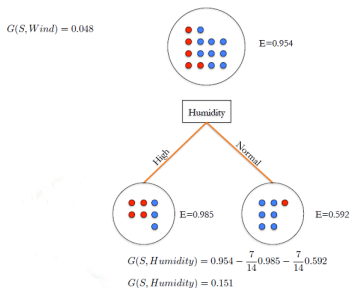 G(S, Wind) = 0.048
E=0.954
Humidity
High
Normal
E=0.985
E=0.592
G(S, Humidity) = 0.954 − 7/14 0.985 − 7/14 0.592
G(S, Humidity) = 0.151